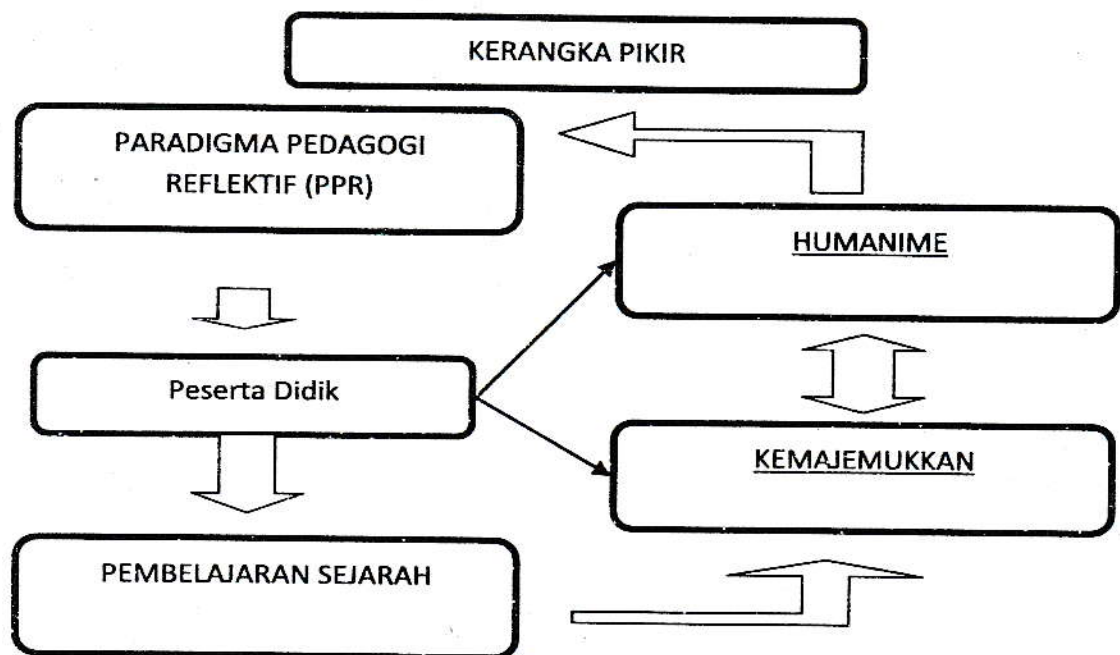 KERANGKA PIKIR
PARADIGMA PEDAGOGI
REFLEKTIF (PPR)
HUMANIME
Peserta Didik
KEMAJEMUKKAN
PEMBELAJARAN SEJARAH